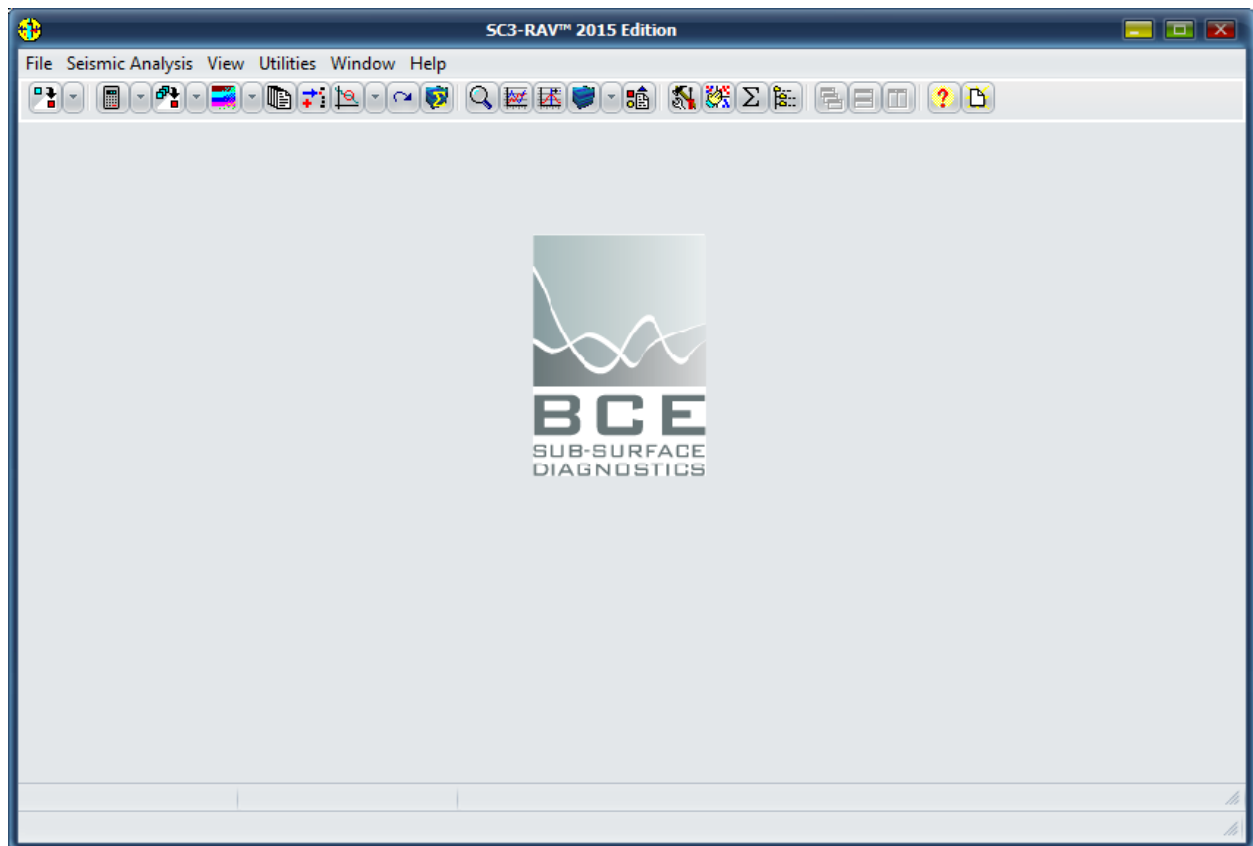 SC3-RAV™ 2015 Edition
File Seismic Analysis View Utilities Window Help
BCE
SUB-SURFACE
DIAGNOSTICS